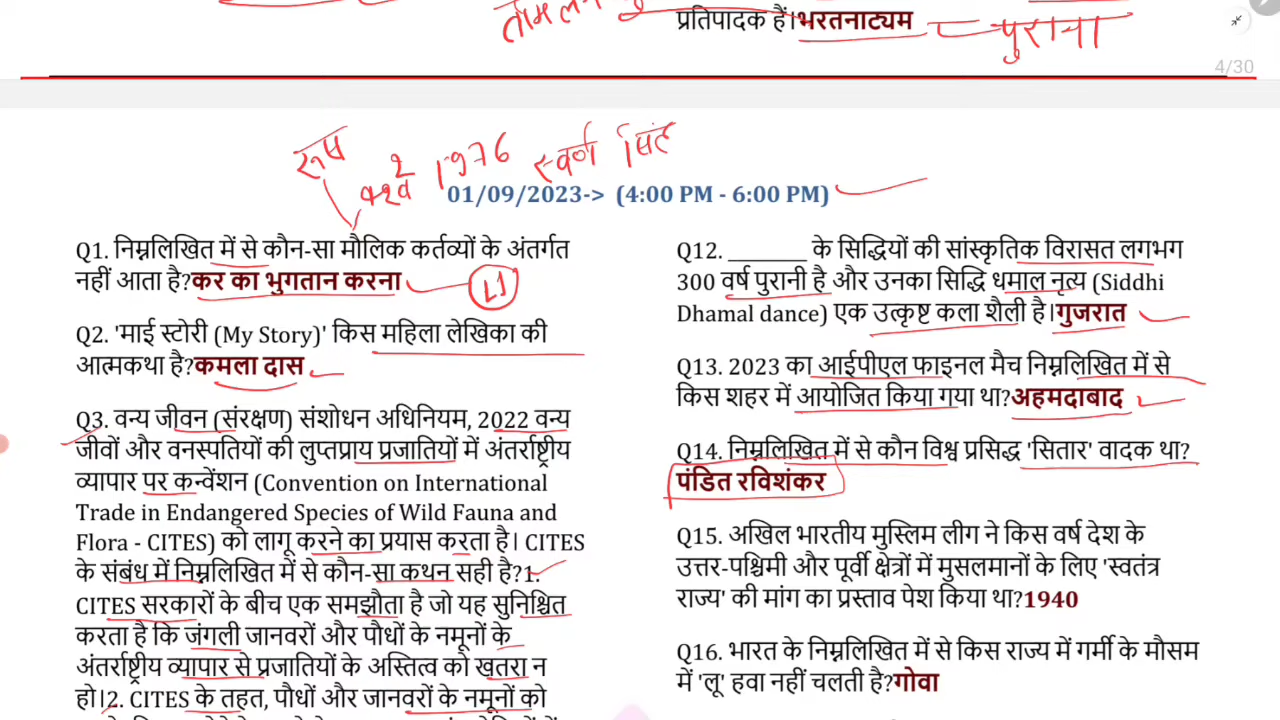 प्रतिपादक हैं।भरतनाट्यम
पुराना
4/30
रूस
1976 स्वर्ण सिंह
01/09/2023-> (4:00 PM - 6:00 PM)
Q1. निम्नलिखित में से कौन-सा मौलिक कर्तव्यों के अंतर्गत
नहीं आता है?कर का भुगतान करना
L1
Q2. 'माई स्टोरी (My Story)' किस महिला लेखिका की
आत्मकथा है?कमला दास
Q3. वन्य जीवन (संरक्षण) संशोधन अधिनियम, 2022 वन्य
जीवों और वनस्पतियों की लुप्तप्राय प्रजातियों में अंतर्राष्ट्रीय
व्यापार पर कन्वेंशन (Convention on International
Trade in Endangered Species of Wild Fauna and
Flora - CITES) को लागू करने का प्रयास करता है। CITES
के संबंध में निम्नलिखित में से कौन-सा कथन सही है?1.
CITES सरकारों के बीच एक समझौता है जो यह सुनिश्चित
करता है कि जंगली जानवरों और पौधों के नमूनों के
अंतर्राष्ट्रीय व्यापार से प्रजातियों के अस्तित्व को खतरा न
हो।2. CITES के तहत, पौधों और जानवरों के नमूनों को
Q12. ________ के सिद्धियों की सांस्कृतिक विरासत लगभग
300 वर्ष पुरानी है और उनका सिद्धि धमाल नृत्य (Siddhi
Dhamal dance) एक उत्कृष्ट कला शैली है।गुजरात
Q13. 2023 का आईपीएल फाइनल मैच निम्नलिखित में से
किस शहर में आयोजित किया गया था?अहमदाबाद
Q14. निम्नलिखित में से कौन विश्व प्रसिद्ध 'सितार' वादक था?
पंडित रविशंकर
Q15. अखिल भारतीय मुस्लिम लीग ने किस वर्ष देश के
उत्तर-पश्चिमी और पूर्वी क्षेत्रों में मुसलमानों के लिए 'स्वतंत्र
राज्य' की मांग का प्रस्ताव पेश किया था?1940
Q16. भारत के निम्नलिखित में से किस राज्य में गर्मी के मौसम
में 'लू' हवा नहीं चलती है?गोवा